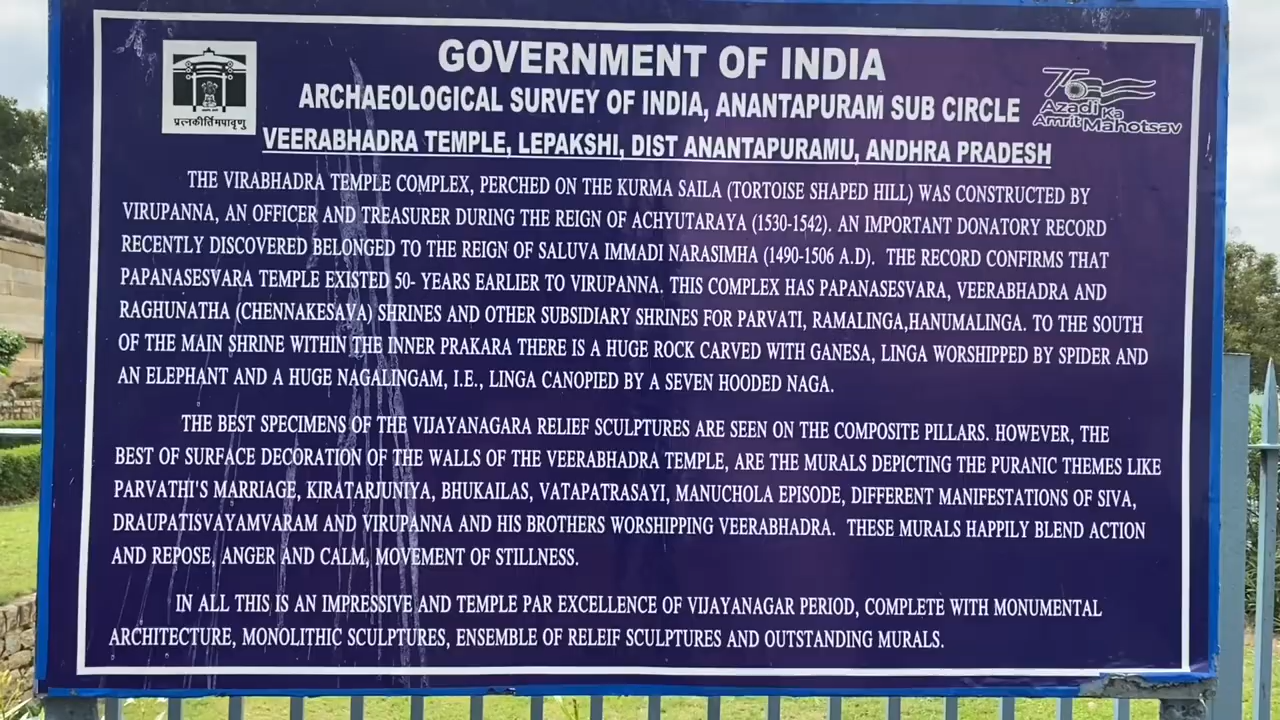 GOVERNMENT OF INDIA
ARCHAEOLOGICAL SURVEY OF INDIA, ANANTAPURAM SUB CIRCLE
75
Azadi Ka
Amrit Mahotsav
प्रत्नकीर्तिमपावृणु
VEERABHADRA TEMPLE, LEPAKSHI, DIST ANANTAPURAMU, ANDHRA PRADESH
THE VIRABHADRA TEMPLE COMPLEX, PERCHED ON THE KURMA SAILA (TORTOISE SHAPED HILL) WAS CONSTRUCTED BY
VIRUPANNA, AN OFFICER AND TREASURER DURING THE REIGN OF ACHYUTARAYA (1530-1542). AN IMPORTANT DONATORY RECORD
RECENTLY DISCOVERED BELONGED TO THE REIGN OF SALUVA IMMADI NARASIMHA (1490-1506 A.D). THE RECORD CONFIRMS THAT
PAPANASESVARA TEMPLE EXISTED 50- YEARS EARLIER TO VIRUPANNA. THIS COMPLEX HAS PAPANASESVARA, VEERABHADRA AND
RAGHUNATHA (CHENNAKESAVA) SHRINES AND OTHER SUBSIDIARY SHRINES FOR PARVATI, RAMALINGA,HANUMALINGA. TO THE SOUTH
OF THE MAIN SHRINE WITHIN THE INNER PRAKARA THERE IS A HUGE ROCK CARVED WITH GANESA, LINGA WORSHIPPED BY SPIDER AND
AN ELEPHANT AND A HUGE NAGALINGAM, I.E., LINGA CANOPIED BY A SEVEN HOODED NAGA.
THE BEST SPECIMENS OF THE VIJAYANAGARA RELIEF SCULPTURES ARE SEEN ON THE COMPOSITE PILLARS. HOWEVER, THE
BEST OF SURFACE DECORATION OF THE WALLS OF THE VEERABHADRA TEMPLE, ARE THE MURALS DEPICTING THE PURANIC THEMES LIKE
PARVATHI'S MARRIAGE, KIRATARJUNIYA, BHUKAILAS, VATAPATRASAYI, MANUCHOLA EPISODE, DIFFERENT MANIFESTATIONS OF SIVA,
DRAUPATISVAYAMVARAM AND VIRUPANNA AND HIS BROTHERS WORSHIPPING VEERABHADRA. THESE MURALS HAPPILY BLEND ACTION
AND REPOSE, ANGER AND CALM, MOVEMENT OF STILLNESS.
IN ALL THIS IS AN IMPRESSIVE AND TEMPLE PAR EXCELLENCE OF VIJAYANAGAR PERIOD, COMPLETE WITH MONUMENTAL
ARCHITECTURE, MONOLITHIC SCULPTURES, ENSEMBLE OF RELEIF SCULPTURES AND OUTSTANDING MURALS.